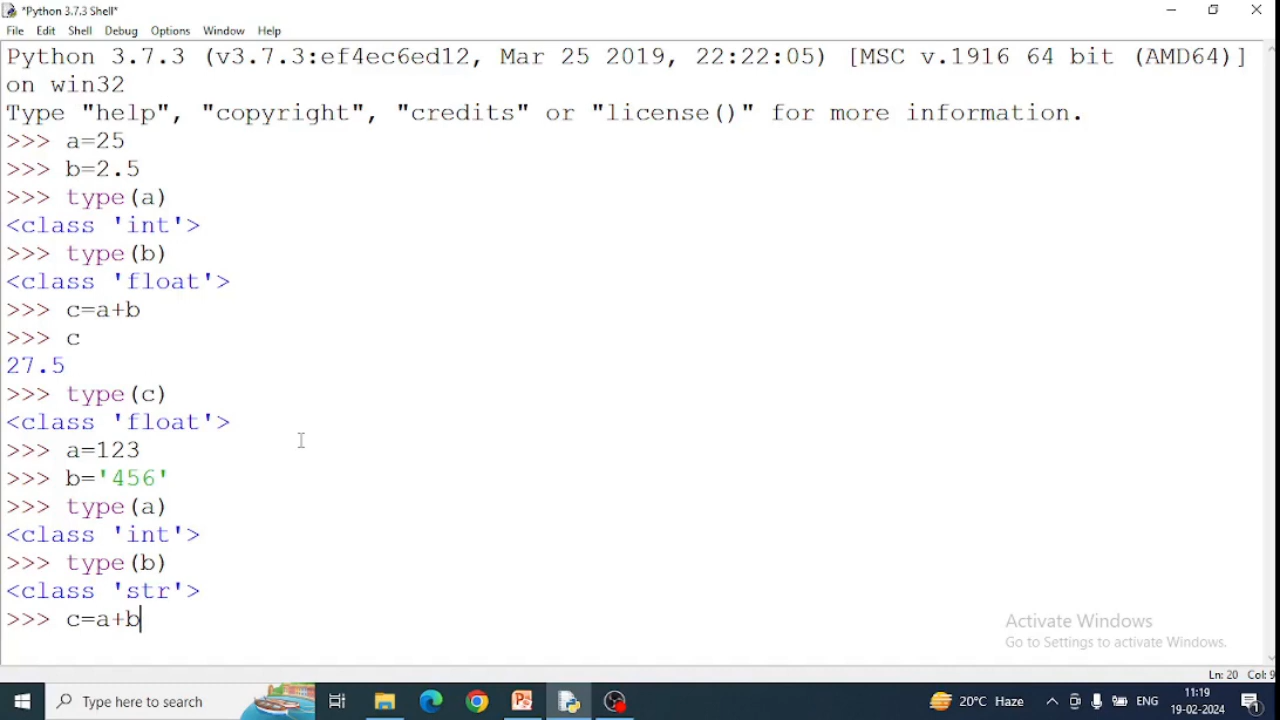 *Python 3.7.3 Shell*
File Edit Shell Debug Options Window Help
Python 3.7.3 (v3.7.3:ef4ec6ed12, Mar 25 2019, 22:22:05) [MSC v.1916 64 bit (AMD64)]
on win32
Type "help", "copyright", "credits" or "license()" for more information.
>>> a=25
>>> b=2.5
>>> type(a)
<class 'int'>
>>> type(b)
<class 'float'>
>>> c=a+b
>>> c
27.5
>>> type(c)
<class 'float'>
>>> a=123
>>> b='456'
>>> type(a)
<class 'int'>
>>> type(b)
<class 'str'>
>>> c=a+b
Activate Windows
Go to Settings to activate Windows.
Ln: 20 Col: 9
Type here to search
20°C Haze
ENG
11:19
19-02-2024
1